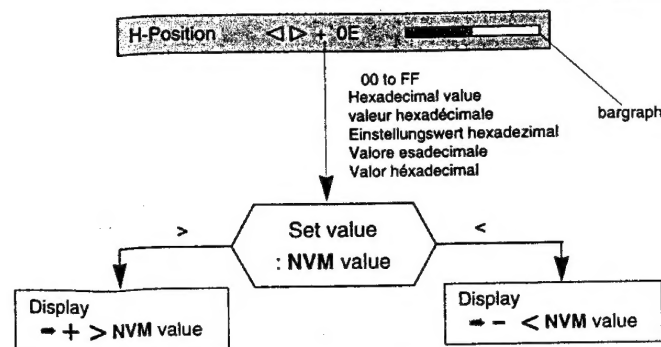 H-Position ◁▷ + 0E
00 to FF
Hexadecimal value
valeur hexadécimale
Einstellungswert hexadezimal
Valore esadecimale
Valor héxadecimal
bargraph
>
Set value
: NVM value
<
Display
➡ + > NVM value
Display
➡ - < NVM value